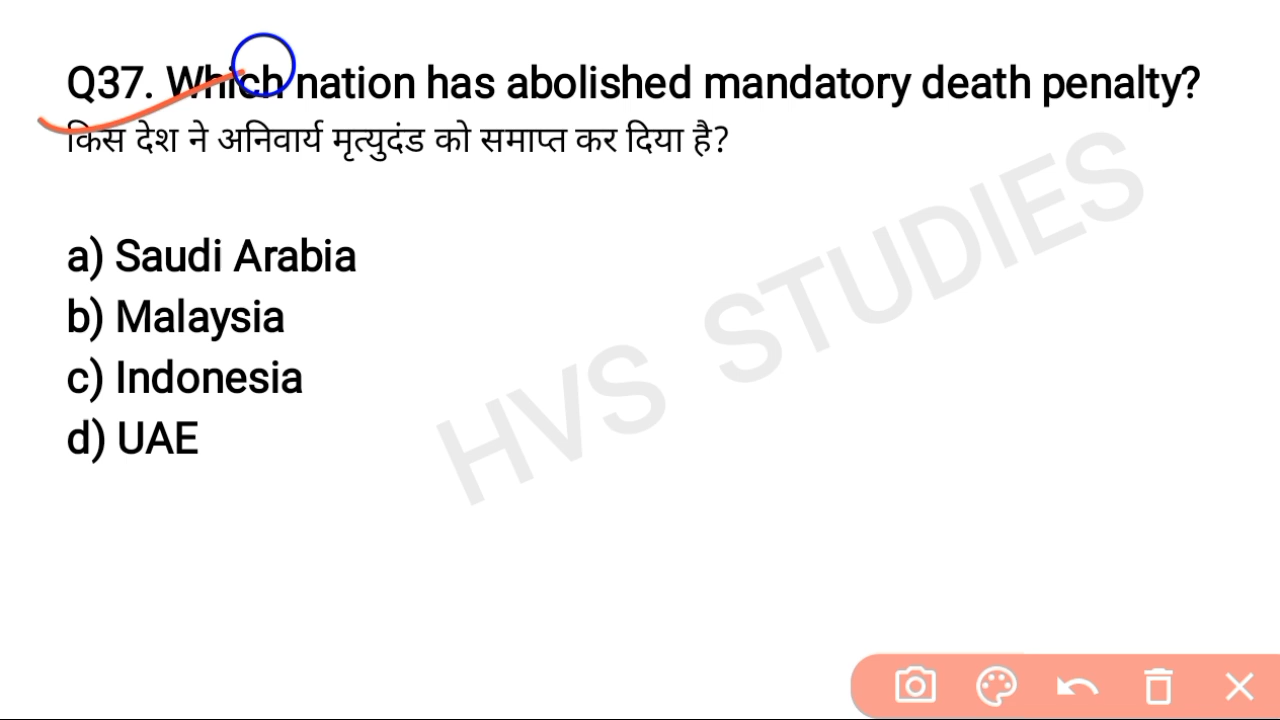 Q37. Which nation has abolished mandatory death penalty?
किस देश ने अनिवार्य मृत्युदंड को समाप्त कर दिया है?
a) Saudi Arabia
b) Malaysia
c) Indonesia
d) UAE
HVS STUDIES